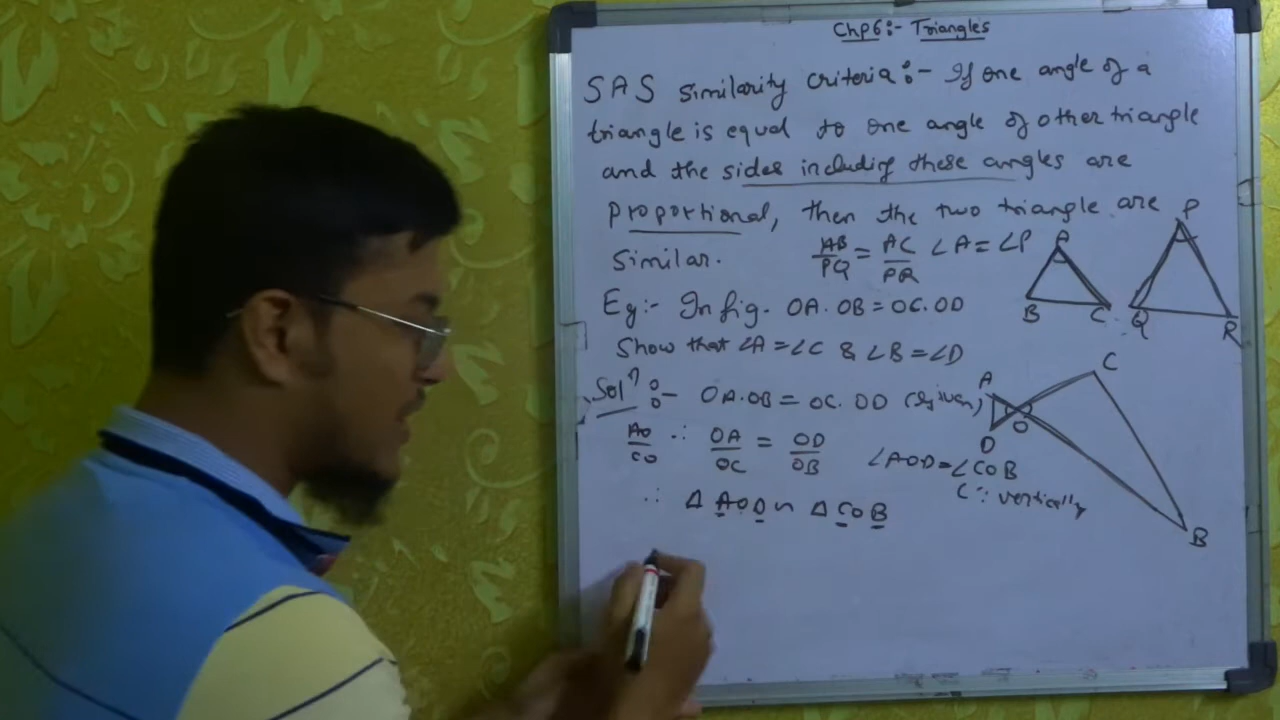 Chp6:- Triangles
SAS similarity criteria:- If one angle of a
triangle is equal to one angle of other triangle
and the sides including these angles are
proportional, then the two triangle are
similar. AB/PQ = AC/PR ∠A = ∠P
A
B C
P
Q R
Eg:- In fig. OA.OB = OC.OD
Show that ∠A = ∠C & ∠B = ∠D
Solⁿ :- OA.OB = OC.OD (given)
AO/CO ∴ OA/OC = OD/OB ∠AOD = ∠COB
(∵ vertically
∴ △ AOD ~ △ COB
A C
O
D
B